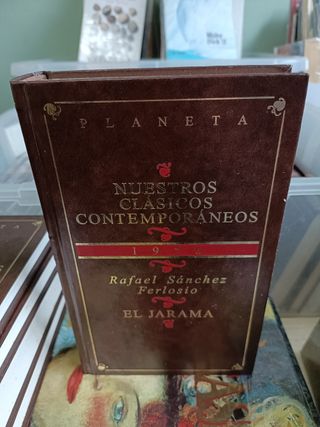 PLANETA
NUESTROS
CLÁSICOS
CONTEMPORÁNEOS
Rafael Sánchez
Ferlosio
EL JARAMA